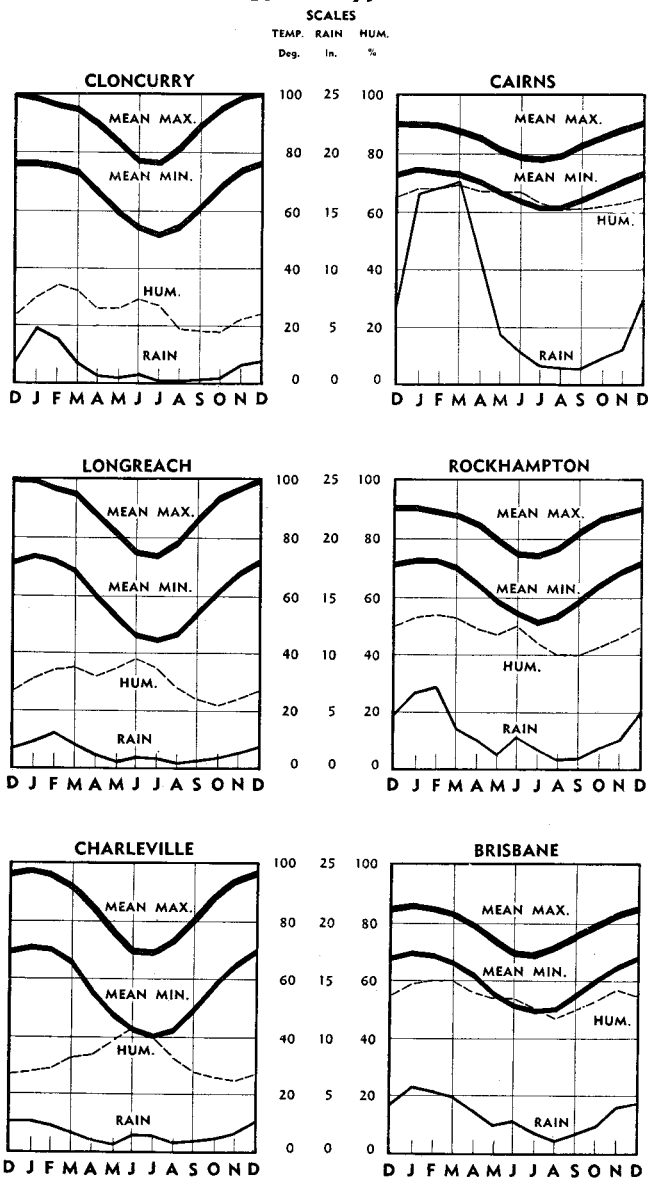 SCALES
TEMP. RAIN HUM.
Deg. In. %
CLONCURRY
CAIRNS
MEAN MAX.
MEAN MIN.
HUM.
RAIN
100 25 100
80 20 80
60 15 60
40 10 40
20 5 20
0 0 0
MEAN MAX.
MEAN MIN.
HUM.
RAIN
D J F M A M J J A S O N D
D J F M A M J J A S O N D
LONGREACH
ROCKHAMPTON
MEAN MAX.
MEAN MIN.
HUM.
RAIN
100 25 100
80 20 80
60 15 60
40 10 40
20 5 20
0 0 0
MEAN MAX.
MEAN MIN.
HUM.
RAIN
D J F M A M J J A S O N D
D J F M A M J J A S O N D
CHARLEVILLE
BRISBANE
MEAN MAX.
MEAN MIN.
HUM.
RAIN
100 25 100
80 20 80
60 15 60
40 10 40
20 5 20
0 0 0
MEAN MAX.
MEAN MIN.
HUM.
RAIN
D J F M A M J J A S O N D
D J F M A M J J A S O N D